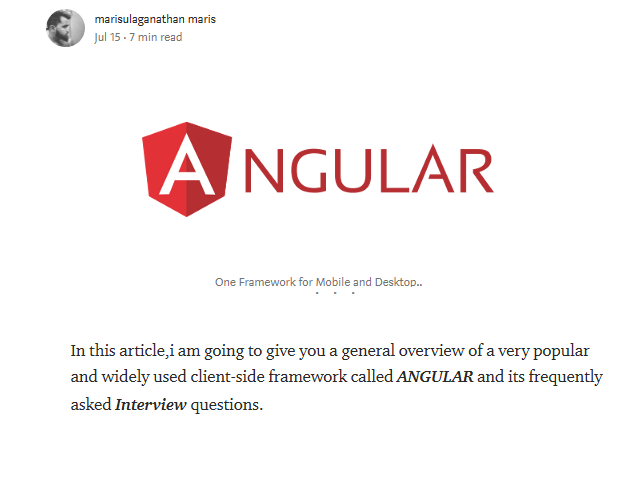 marisulaganathan maris
Jul 15 · 7 min read
ANGULAR
One Framework for Mobile and Desktop..
In this article,i am going to give you a general overview of a very popular
and widely used client-side framework called ANGULAR and its frequently
asked Interview questions.